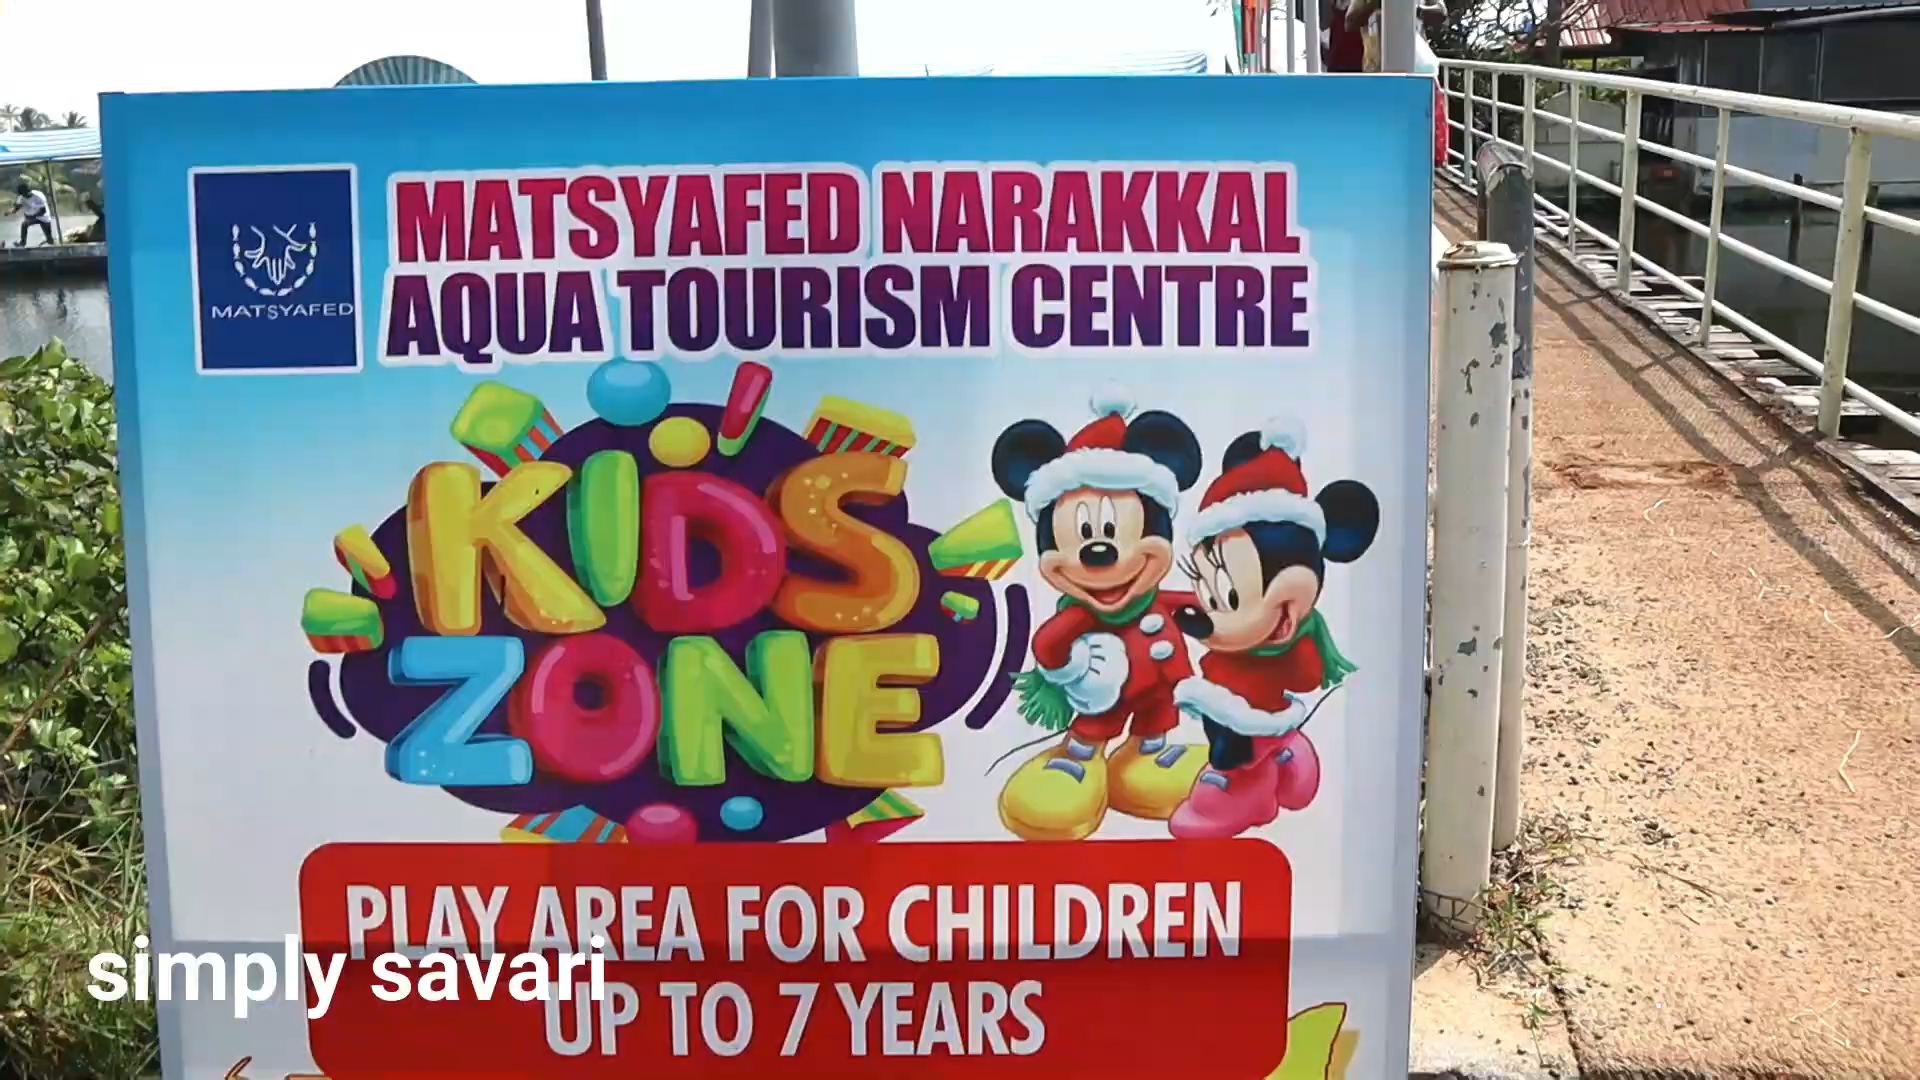 MATSYAFED NARAKKAL
AQUA TOURISM CENTRE
MATSYAFED
KIDS
ZONE
PLAY AREA FOR CHILDREN
UP TO 7 YEARS
simply savari